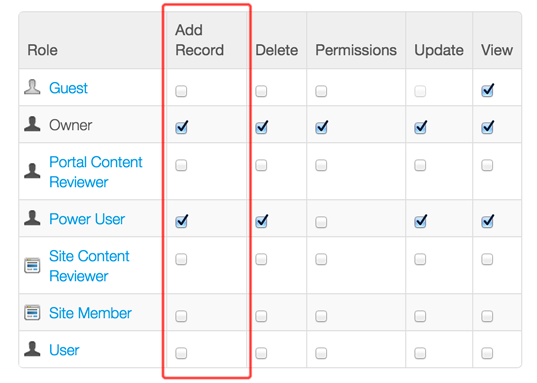 Role
Add
Record
Delete
Permissions
Update
View
Guest
Owner
Portal Content
Reviewer
Power User
Site Content
Reviewer
Site Member
User